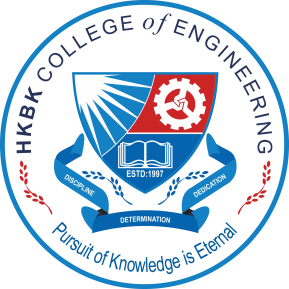 HKBK COLLEGE of ENGINEERING
ESTD:1997
DISCIPLINE
DETERMINATION
DEDICATION
Pursuit of Knowledge is Eternal